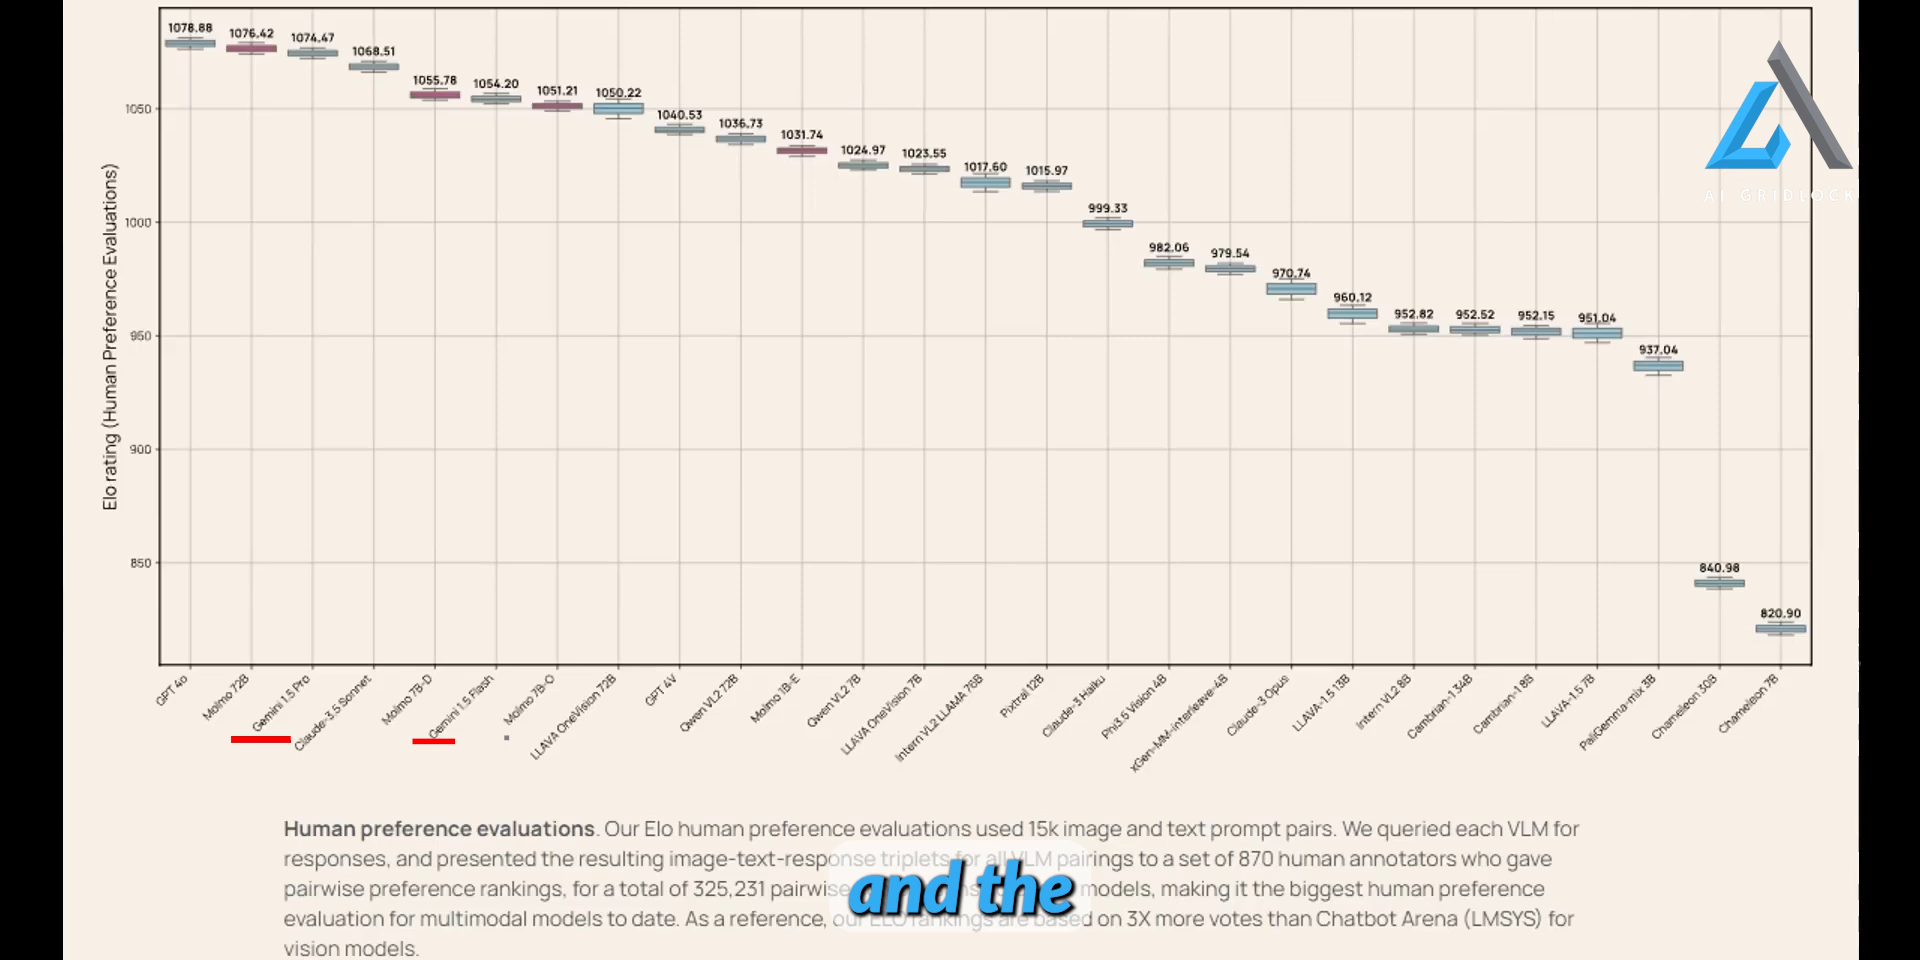 1078.88
1076.42
1074.47
1068.51
1055.78
1054.20
1051.21
1050.22
1040.53
1036.73
1031.74
1024.97
1023.55
1017.60
1015.97
999.33
982.06
979.54
970.74
960.12
952.82
952.52
952.15
951.04
937.04
840.98
820.90
1050
1000
950
900
850
Elo rating (Human Preference Evaluations)
AI GRIDLOCK
GPT 4o
Molmo 72B
Gemini 1.5 Pro
Claude-3.5 Sonnet
Molmo 7B-D
Gemini 1.5 Flash
Molmo 7B-O
LLAVA OneVision 72B
GPT 4V
Qwen VL2 72B
Molmo 1B-E
Qwen VL2 7B
LLAVA OneVision 7B
Intern VL2 LLAMA 76B
Pixtral 12B
Claude-3 Haiku
Phi3.5 Vision 4B
xGen-MM-interleave-4B
Claude-3 Opus
LLAVA-1.5 13B
Intern VL2 8B
Cambrian-1 34B
Cambrian-1 8B
LLAVA-1.5 7B
PaliGemma-mix 3B
Chameleon 30B
Chameleon 7B
Human preference evaluations. Our Elo human preference evaluations used 15k image and text prompt pairs. We queried each VLM for
responses, and presented the resulting image-text-response triplets for all VLM pairings to a set of 870 human annotators who gave
pairwise preference rankings, for a total of 325,231 pairwise models, making it the biggest human preference
evaluation for multimodal models to date. As a reference, our ELO rankings are based on 3X more votes than Chatbot Arena (LMSYS) for
vision models.
and the